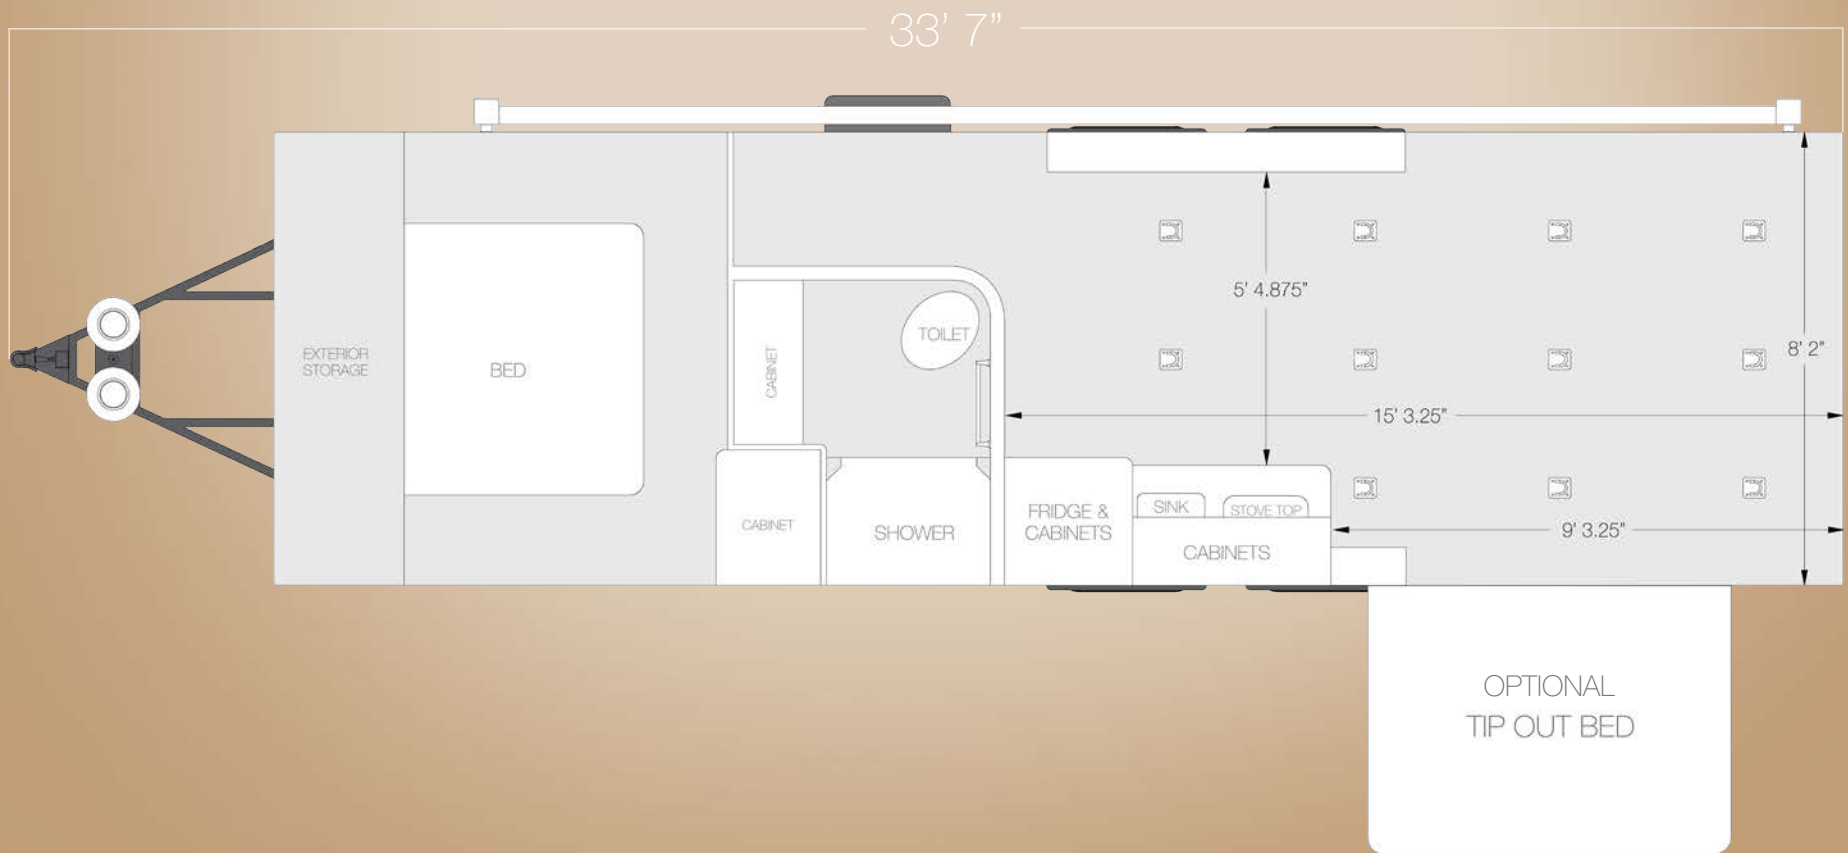 33' 7”
5' 4.875”
8' 2”
EXTERIOR
STORAGE
BED
CABINET
TOILET
15' 3.25”
CABINET
SHOWER
FRIDGE &
CABINETS
SINK
STOVE TOP
CABINETS
9' 3.25”
OPTIONAL
TIP OUT BED